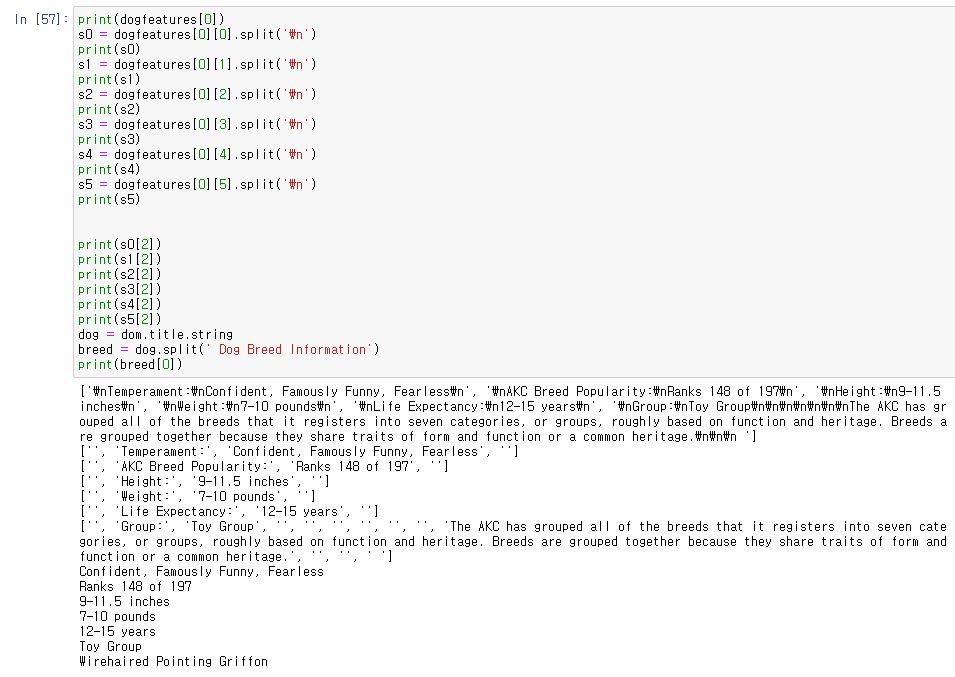 In [57]:
print(dogfeatures[0])
s0 = dogfeatures[0][0].split('₩n')
print(s0)
s1 = dogfeatures[0][1].split('₩n')
print(s1)
s2 = dogfeatures[0][2].split('₩n')
print(s2)
s3 = dogfeatures[0][3].split('₩n')
print(s3)
s4 = dogfeatures[0][4].split('₩n')
print(s4)
s5 = dogfeatures[0][5].split('₩n')
print(s5)
print(s0[2])
print(s1[2])
print(s2[2])
print(s3[2])
print(s4[2])
print(s5[2])
dog = dom.title.string
breed = dog.split(' Dog Breed Information')
print(breed[0])
['₩nTemperament:₩nConfident, Famously Funny, Fearless₩n', '₩nAKC Breed Popularity:₩nRanks 148 of 197₩n', '₩nHeight:₩n9-11.5
inches₩n', '₩nWeight:₩n7-10 pounds₩n', '₩nLife Expectancy:₩n12-15 years₩n', '₩nGroup:₩nToy Group₩n₩n₩n₩n₩n₩n₩nThe AKC has gr
ouped all of the breeds that it registers into seven categories, or groups, roughly based on function and heritage. Breeds a
re grouped together because they share traits of form and function or a common heritage.₩n₩n₩n ']
['', 'Temperament:', 'Confident, Famously Funny, Fearless', '']
['', 'AKC Breed Popularity:', 'Ranks 148 of 197', '']
['', 'Height:', '9-11.5 inches', '']
['', 'Weight:', '7-10 pounds', '']
['', 'Life Expectancy:', '12-15 years', '']
['', 'Group:', 'Toy Group', '', '', '', '', '', '', 'The AKC has grouped all of the breeds that it registers into seven cate
gories, or groups, roughly based on function and heritage. Breeds are grouped together because they share traits of form and
function or a common heritage.', '', '', ' ']
Confident, Famously Funny, Fearless
Ranks 148 of 197
9-11.5 inches
7-10 pounds
12-15 years
Toy Group
Wirehaired Pointing Griffon